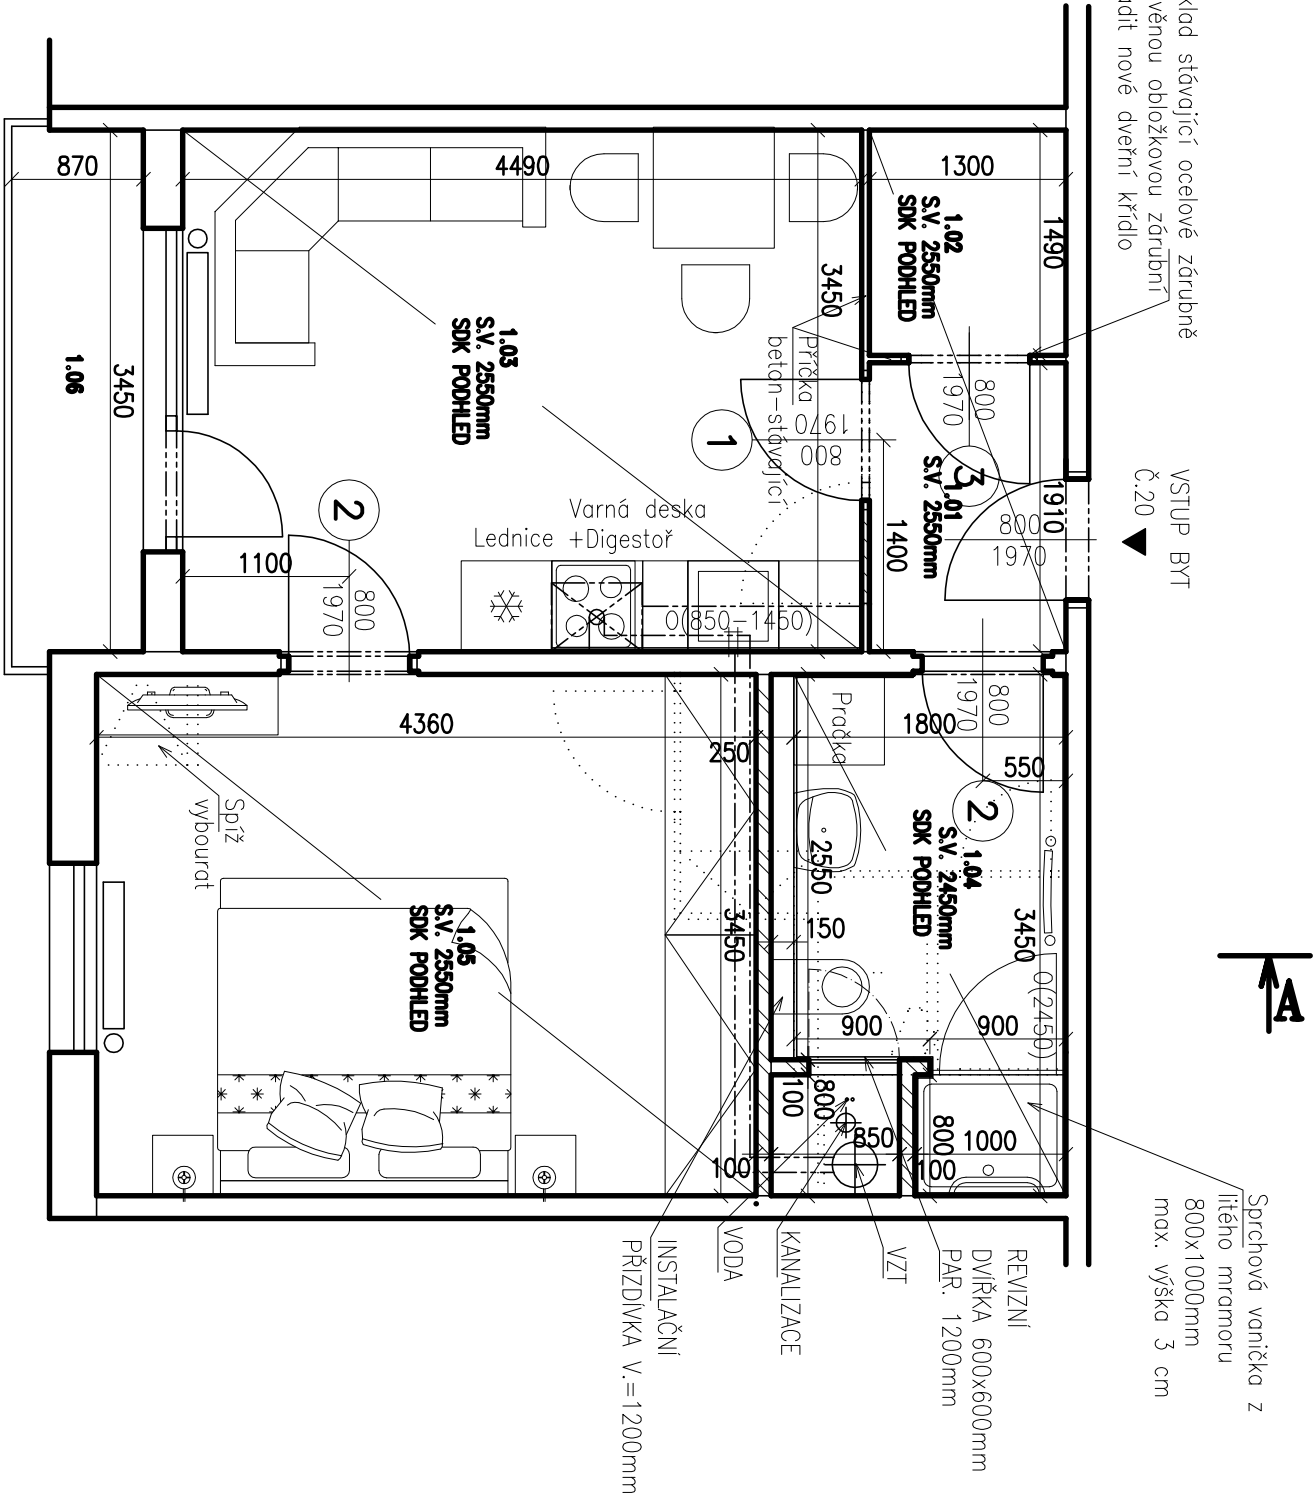 klad stávající ocelové zárubně
věnou obložkovou zárubní
adit nové dveřní křídlo
VSTUP BYT
Č.20
A
Sprchová vanička z
litého mramoru
800x1000mm
max. výška 3 cm
870
4490
1300
1490
1.02
S.V. 2550mm
SDK PODHLED
3450
Příčka
beton-stávající
800
1970
1
800
1970
3
1.01
S.V. 2550mm
1910
800
1970
1400
1.03
S.V. 2550mm
SDK PODHLED
3450
1.06
2
1100
800
1970
Varná deska
Lednice +Digestoř
O(850-1450)
800
1970
2
550
1800
Pračka
250
4360
Spíž
vybourat
2550
1.04
S.V. 2450mm
SDK PODHLED
3450
O(2450)
150
3450
1.05
S.V. 2550mm
SDK PODHLED
900
900
100
800
850
100
800
1000
100
REVIZNÍ
DVÍŘKA 600x600mm
PAR. 1200mm
VZT
KANALIZACE
VODA
INSTALAČNÍ
PŘIZDÍVKA V.=1200mm